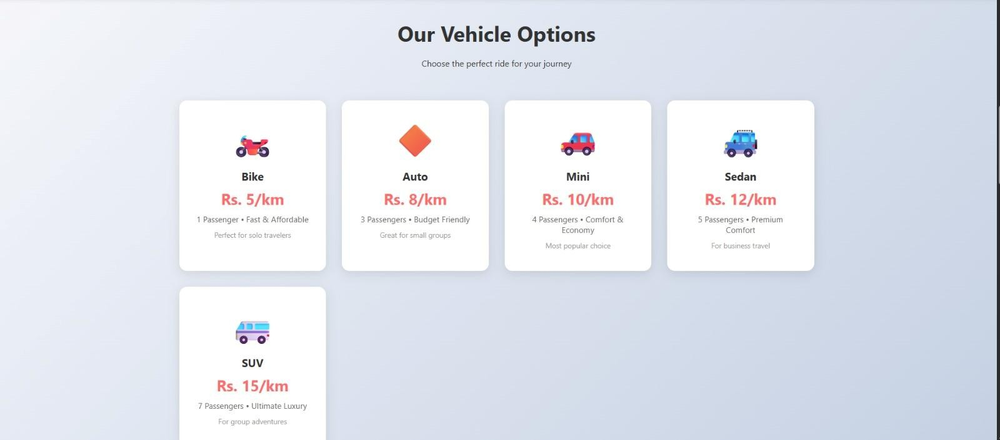 Our Vehicle Options
Choose the perfect ride for your journey
Bike
Rs. 5/km
1 Passenger • Fast & Affordable
Perfect for solo travelers
Auto
Rs. 8/km
3 Passengers • Budget Friendly
Great for small groups
Mini
Rs. 10/km
4 Passengers • Comfort &
Economy
Most popular choice
Sedan
Rs. 12/km
5 Passengers • Premium
Comfort
For business travel
SUV
Rs. 15/km
7 Passengers • Ultimate Luxury
For group adventures